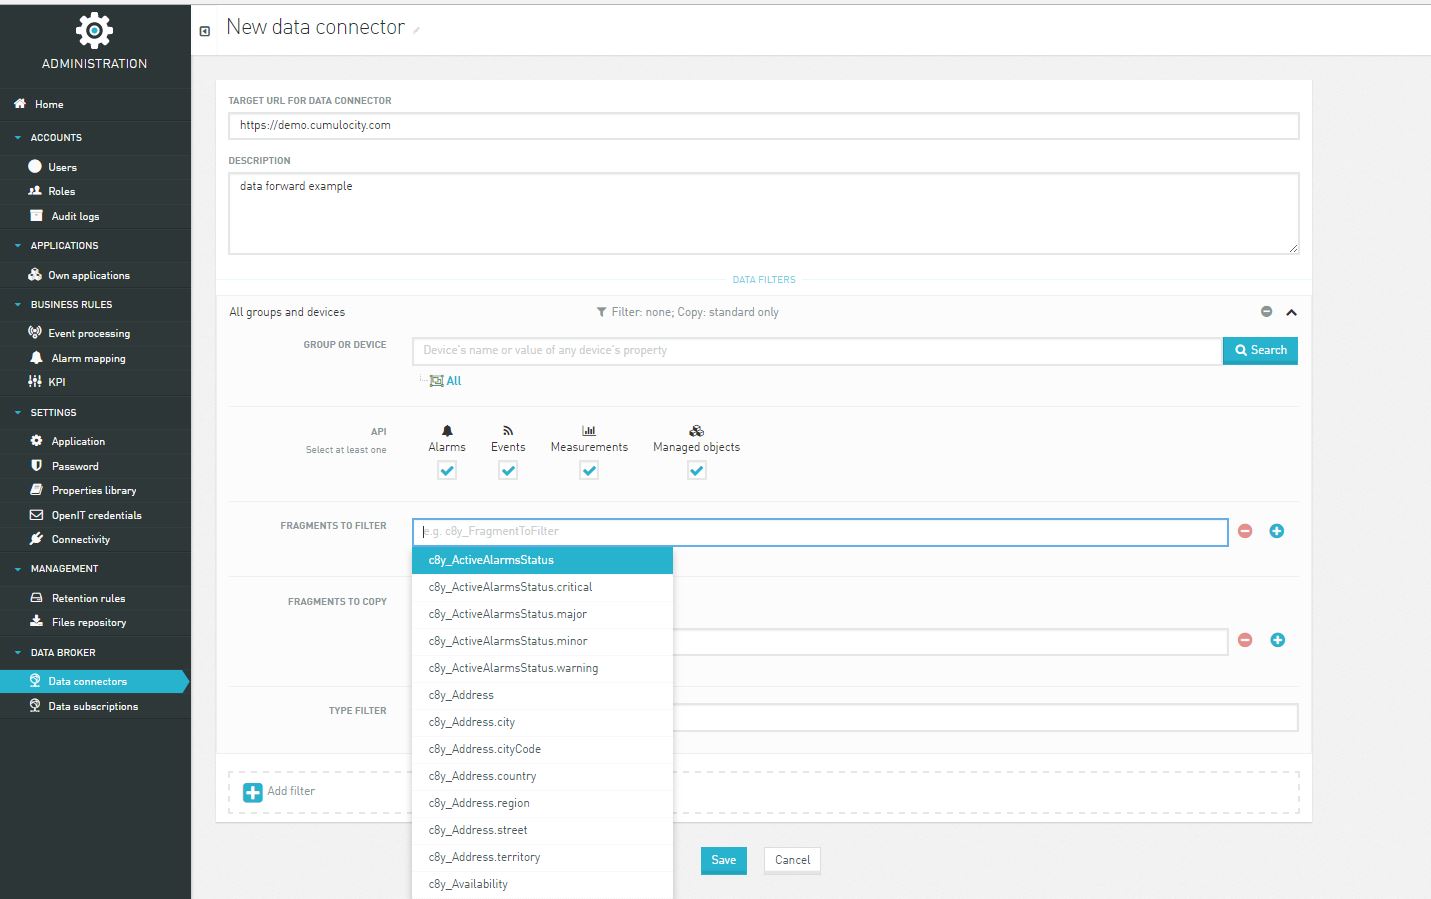 ADMINISTRATION
Home
ACCOUNTS
Users
Roles
Audit logs
APPLICATIONS
Own applications
BUSINESS RULES
Event processing
Alarm mapping
KPI
SETTINGS
Application
Password
Properties library
OpenIT credentials
Connectivity
MANAGEMENT
Retention rules
Files repository
DATA BROKER
Data connectors
Data subscriptions
New data connector
TARGET URL FOR DATA CONNECTOR
https://demo.cumulocity.com
DESCRIPTION
data forward example
DATA FILTERS
All groups and devices Filter: none; Copy: standard only
GROUP OR DEVICE Device's name or value of any device's property Search
All
API
Select at least one
Alarms Events Measurements Managed objects
FRAGMENTS TO FILTER e.g. c8y_FragmentToFilter
c8y_ActiveAlarmsStatus
c8y_ActiveAlarmsStatus.critical
FRAGMENTS TO COPY
c8y_ActiveAlarmsStatus.major
c8y_ActiveAlarmsStatus.minor
c8y_ActiveAlarmsStatus.warning
c8y_Address
TYPE FILTER
c8y_Address.city
c8y_Address.cityCode
c8y_Address.country
Add filter
c8y_Address.region
c8y_Address.street
c8y_Address.territory
c8y_Availability
Save Cancel